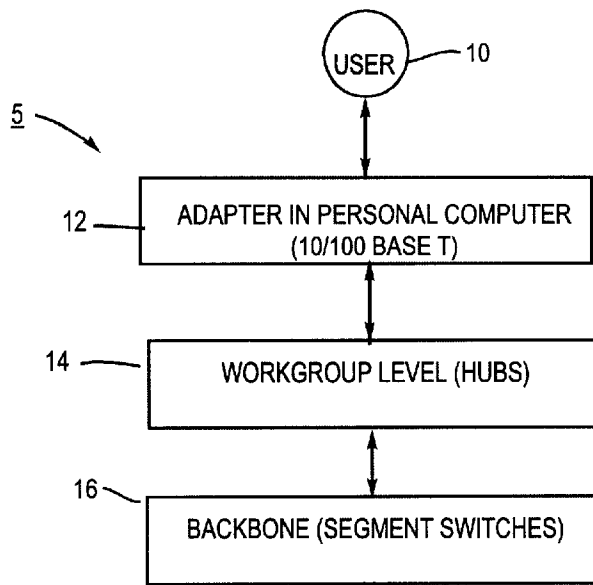 USER
10
5
12
ADAPTER IN PERSONAL COMPUTER
(10/100 BASE T)
14
WORKGROUP LEVEL (HUBS)
16
BACKBONE (SEGMENT SWITCHES)